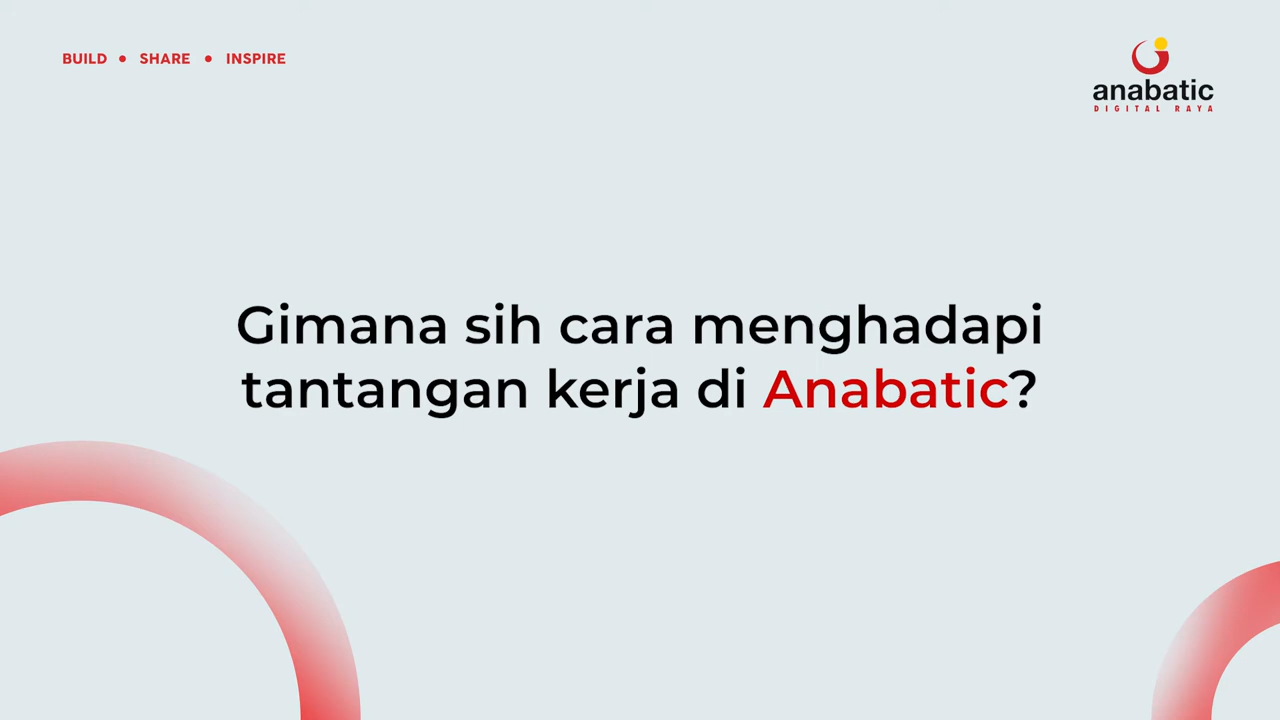 BUILD • SHARE • INSPIRE
anabatic
DIGITAL RAYA
Gimana sih cara menghadapi
tantangan kerja di Anabatic?